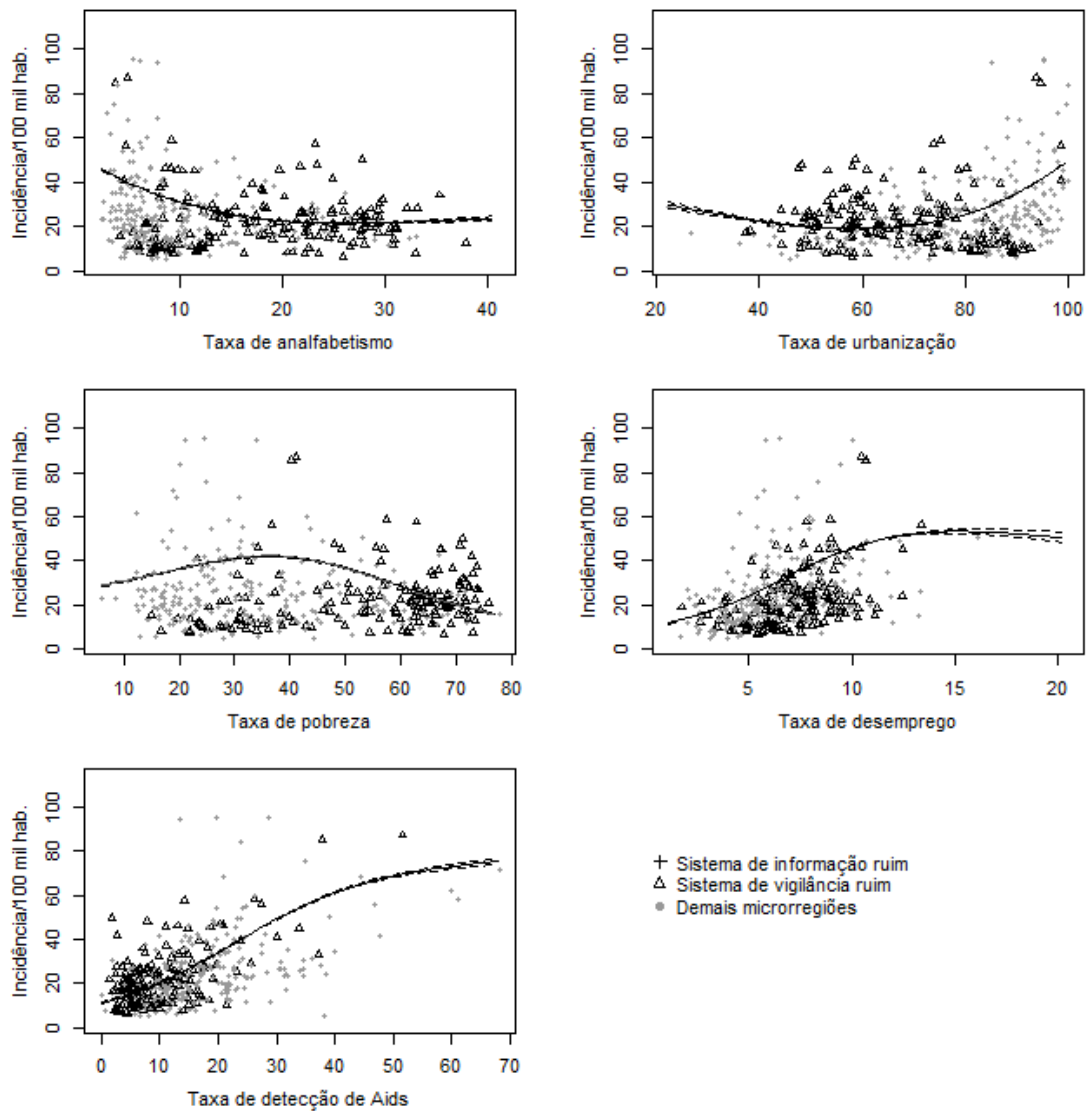 Incidência/100 mil hab.
0 20 40 60 80 100
10 20 30 40
Taxa de analfabetismo
Incidência/100 mil hab.
0 20 40 60 80 100
20 40 60 80 100
Taxa de urbanização
Incidência/100 mil hab.
0 20 40 60 80 100
10 20 30 40 50 60 70 80
Taxa de pobreza
Incidência/100 mil hab.
0 20 40 60 80 100
5 10 15 20
Taxa de desemprego
Incidência/100 mil hab.
0 20 40 60 80 100
0 10 20 30 40 50 60 70
Taxa de detecção de Aids
Sistema de informação ruim
Sistema de vigilância ruim
Demais microrregiões